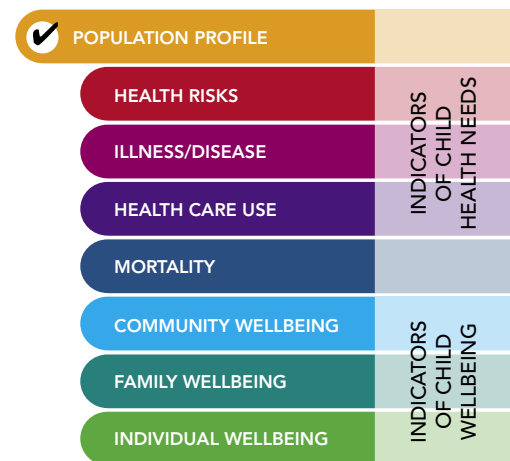 POPULATION PROFILE
HEALTH RISKS
ILLNESS/DISEASE
HEALTH CARE USE
MORTALITY
COMMUNITY WELLBEING
FAMILY WELLBEING
INDIVIDUAL WELLBEING
INDICATORS
OF CHILD
HEALTH NEEDS
INDICATORS
OF CHILD
WELLBEING